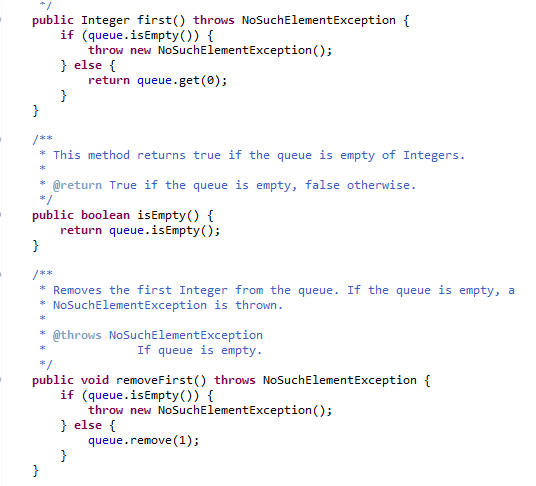 */
public Integer first() throws NoSuchElementException {
if (queue.isEmpty()) {
throw new NoSuchElementException();
} else {
return queue.get(0);
}
}
/**
* This method returns true if the queue is empty of Integers.
*
* @return True if the queue is empty, false otherwise.
*/
public boolean isEmpty() {
return queue.isEmpty();
}
/**
* Removes the first Integer from the queue. If the queue is empty, a
* NoSuchElementException is thrown.
*
* @throws NoSuchElementException
* If queue is empty.
*/
public void removeFirst() throws NoSuchElementException {
if (queue.isEmpty()) {
throw new NoSuchElementException();
} else {
queue.remove(1);
}
}